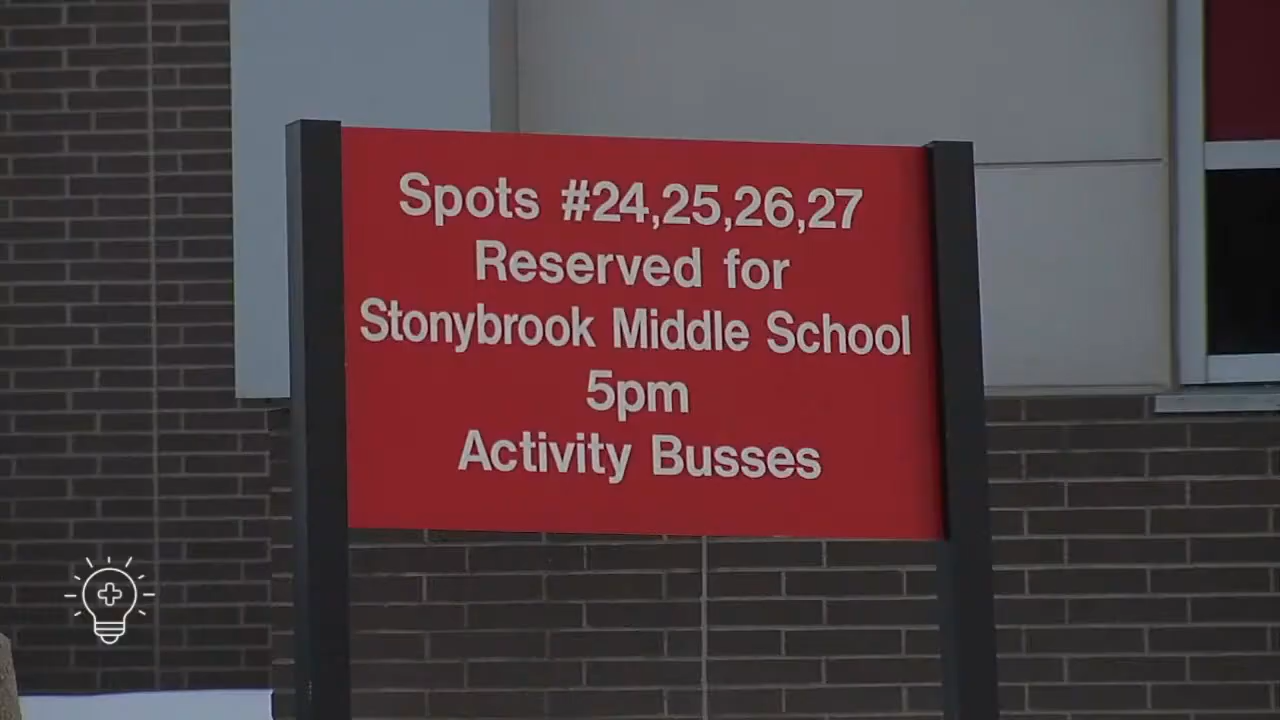 Spots #24,25,26,27
Reserved for
Stonybrook Middle School
5pm
Activity Busses